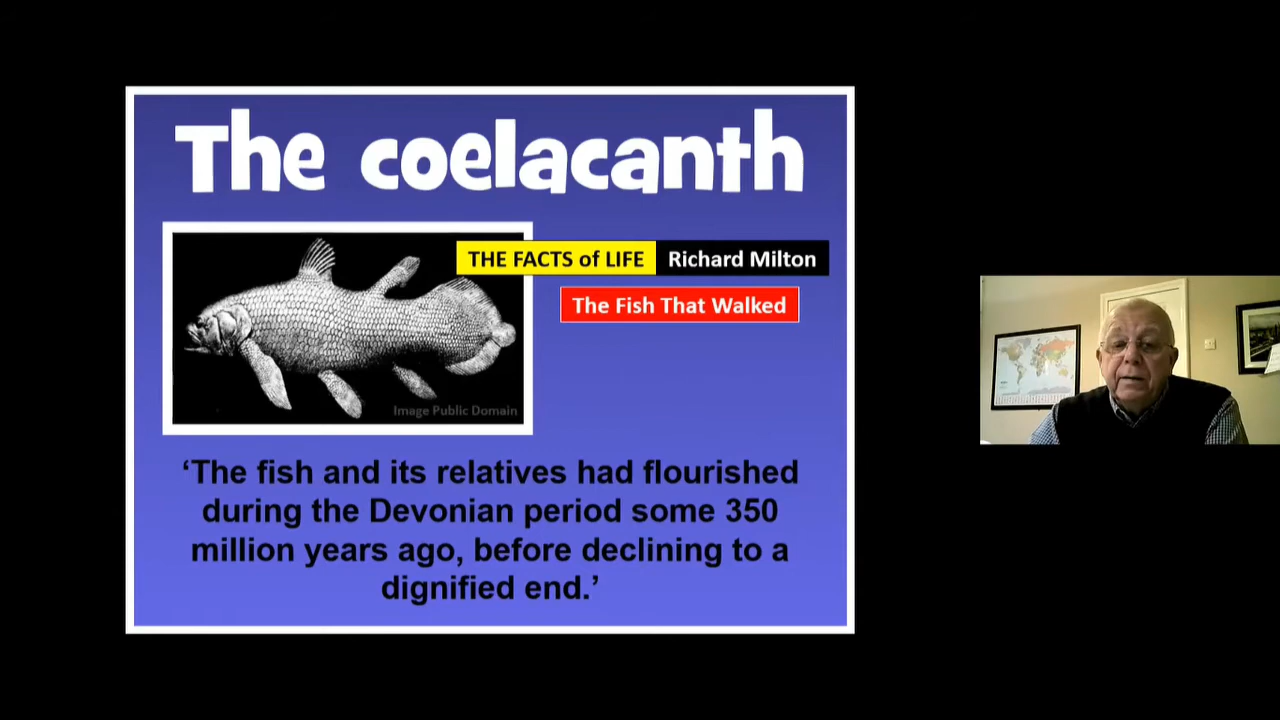 The coelacanth
THE FACTS of LIFE Richard Milton
The Fish That Walked
Image Public Domain
‘The fish and its relatives had flourished
during the Devonian period some 350
million years ago, before declining to a
dignified end.’